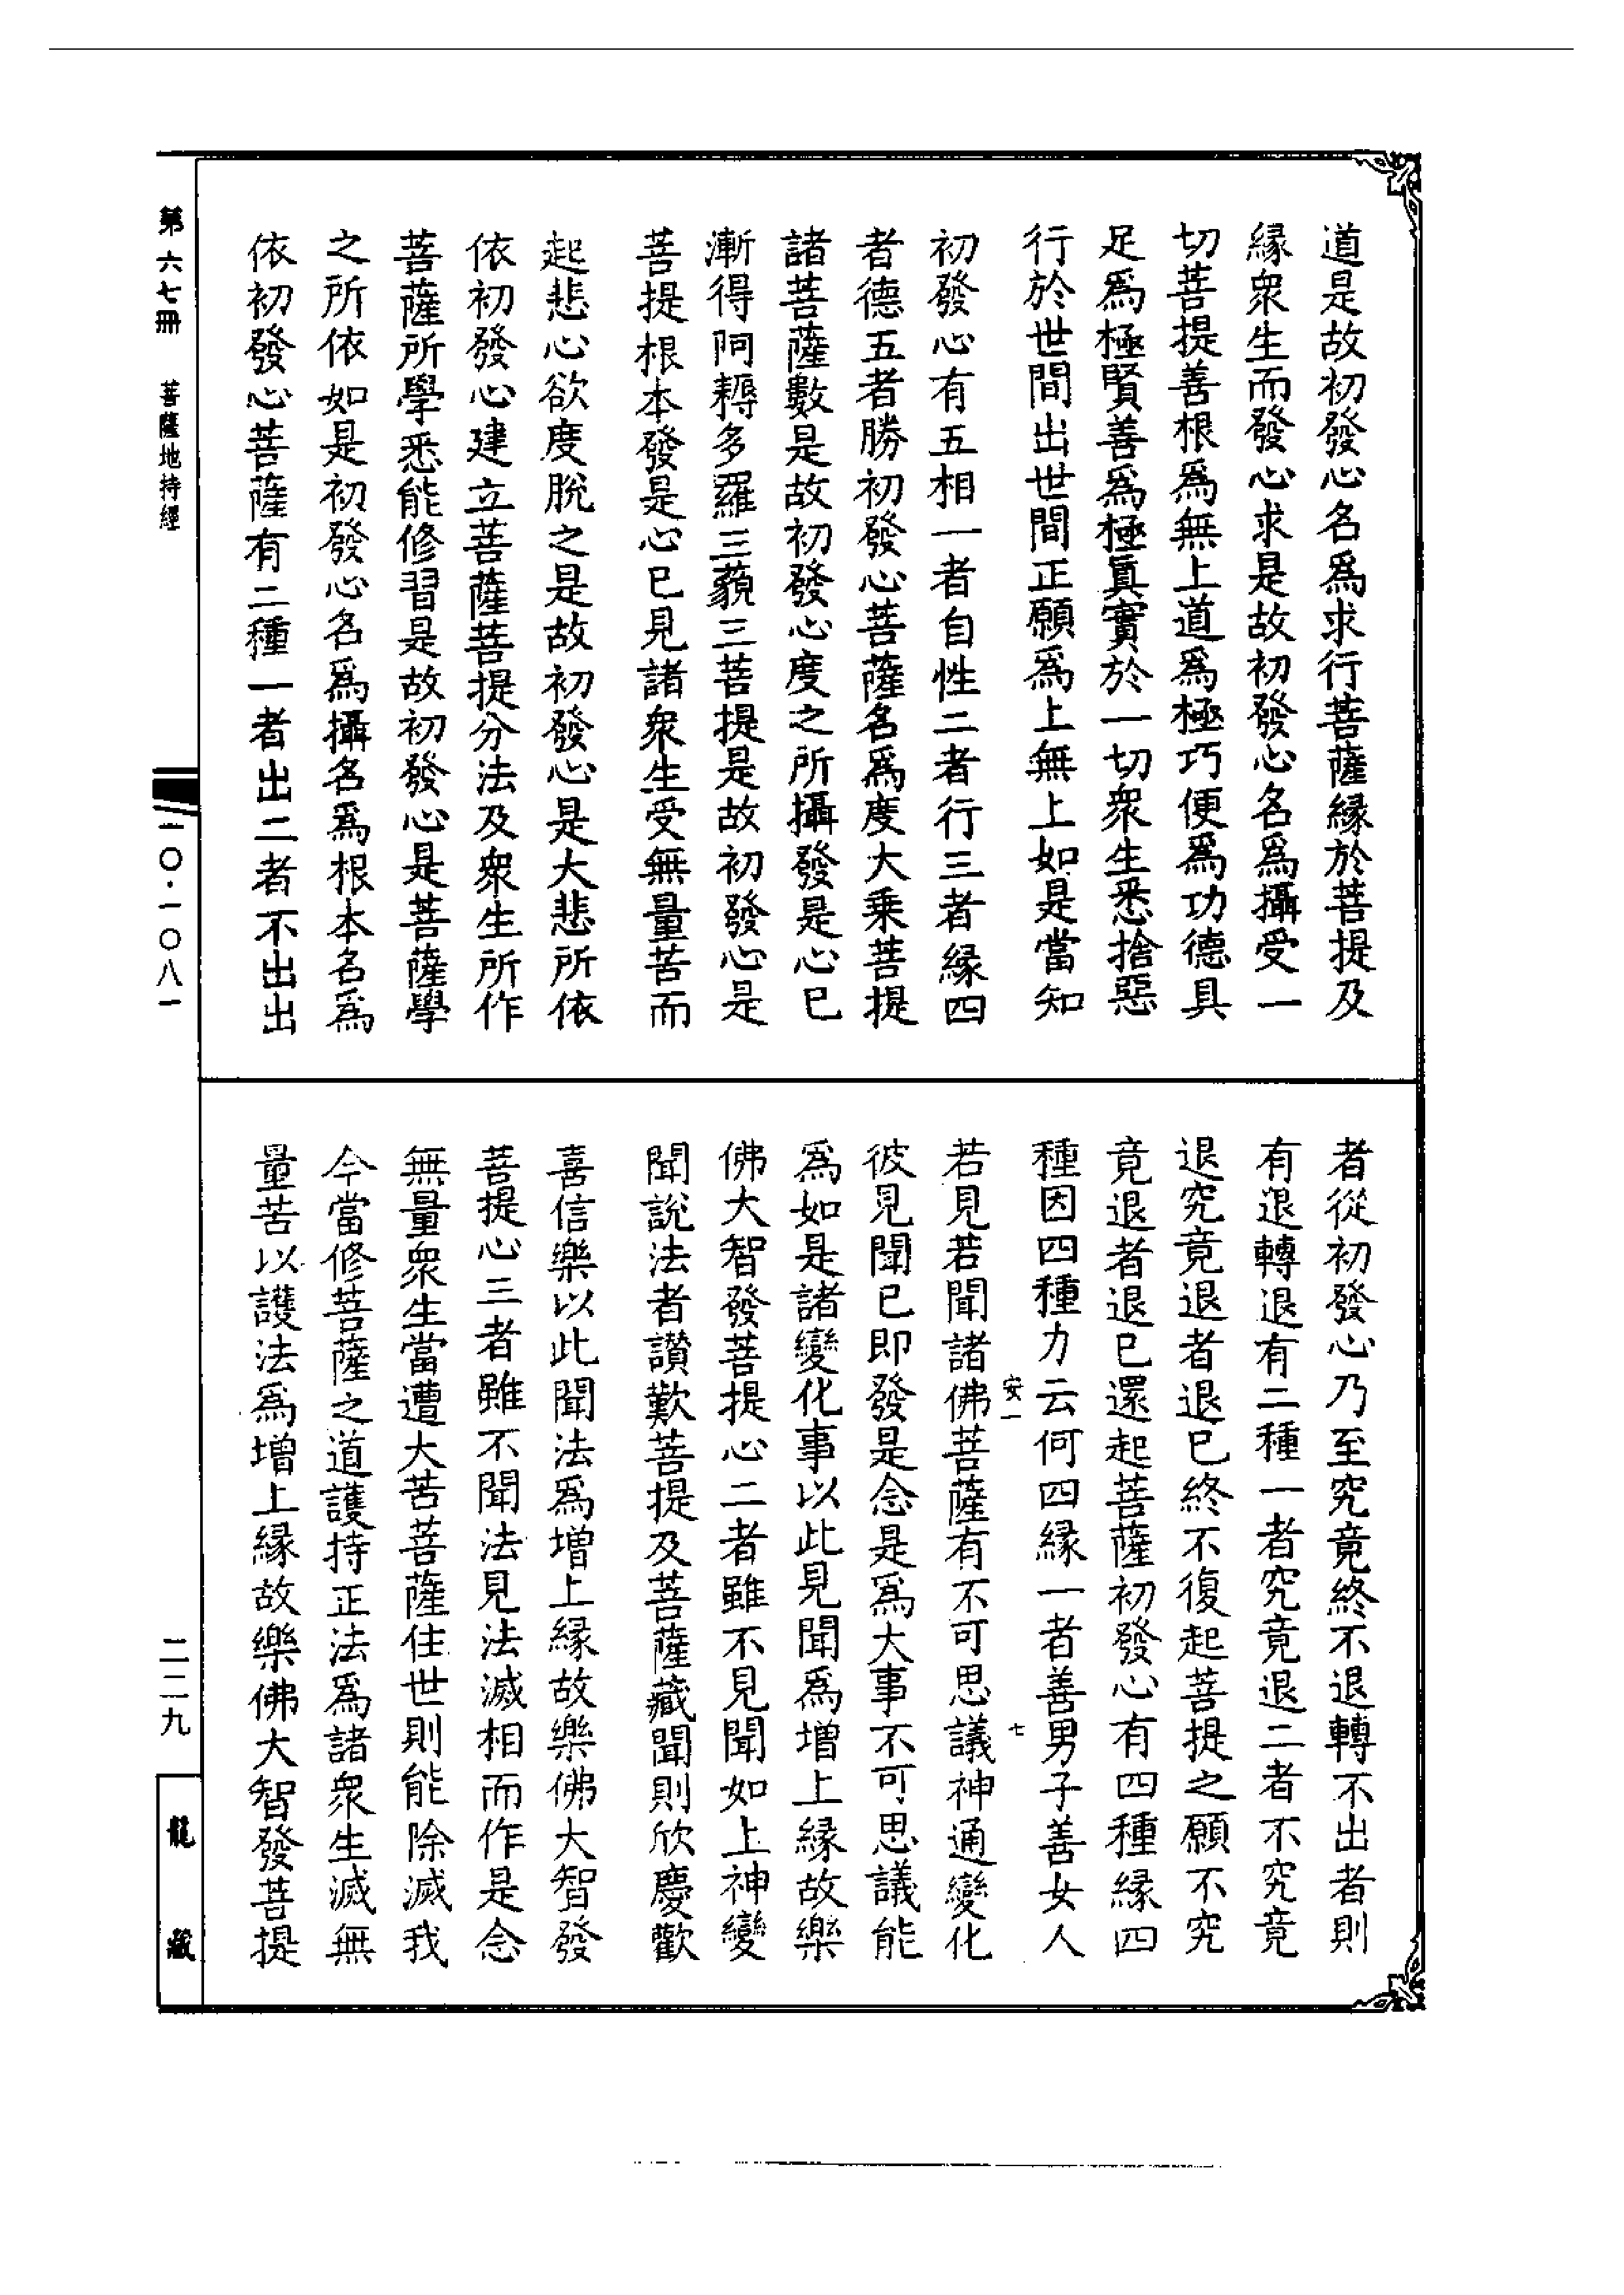 道是故初發心名爲求行菩薩緣於菩提及
緣衆生而發心求是故初發心名爲攝受一
切菩提善根爲無上道爲極巧便爲功德具
足爲極賢善爲極眞實於一切衆生悉捨惡
行於世間出世間正願爲上無上如是當知
初發心有五相一者自性二者行三者緣四
者德五者勝初發心菩薩名爲度大乘菩提
諸菩薩數是故初發心度之所攝發是心已
漸得阿耨多羅三藐三菩提是故初發心是
菩提根本發是心已見諸衆生受無量苦而
起悲心欲度脫之是故初發心是大悲所依
依初發心建立菩薩菩提分法及衆生所作
菩薩所學悉能修習是故初發心是菩薩學
之所依如是初發心名爲攝名爲根本名爲
依初發心菩薩有二種一者出二者不出出
者從初發心乃至究竟終不退轉不出者則
有退轉退有二種一者究竟退二者不究竟
退究竟退者退已終不復起菩提之願不究
竟退者退已還起菩薩初發心有四種緣四
種因四種力云何四緣一者善男子善女人
安一
七
若見若聞諸佛菩薩有不可思議神通變化
彼見聞已即發是念是爲大事不可思議能
爲如是諸變化事以此見聞爲增上緣故樂
佛大智發菩提心二者雖不見聞如上神變
聞說法者讚歎菩提及菩薩藏聞則欣慶歡
喜信樂以此聞法爲增上緣故樂佛大智發
菩提心三者雖不聞法見法滅相而作是念
無量衆生當遭大苦菩薩住世則能除滅我
今當修菩薩之道護持正法爲諸衆生滅無
量苦以護法爲增上緣故樂佛大智發菩提
第六七冊 菩薩地持經
一〇·一〇八一
二二九
龍藏